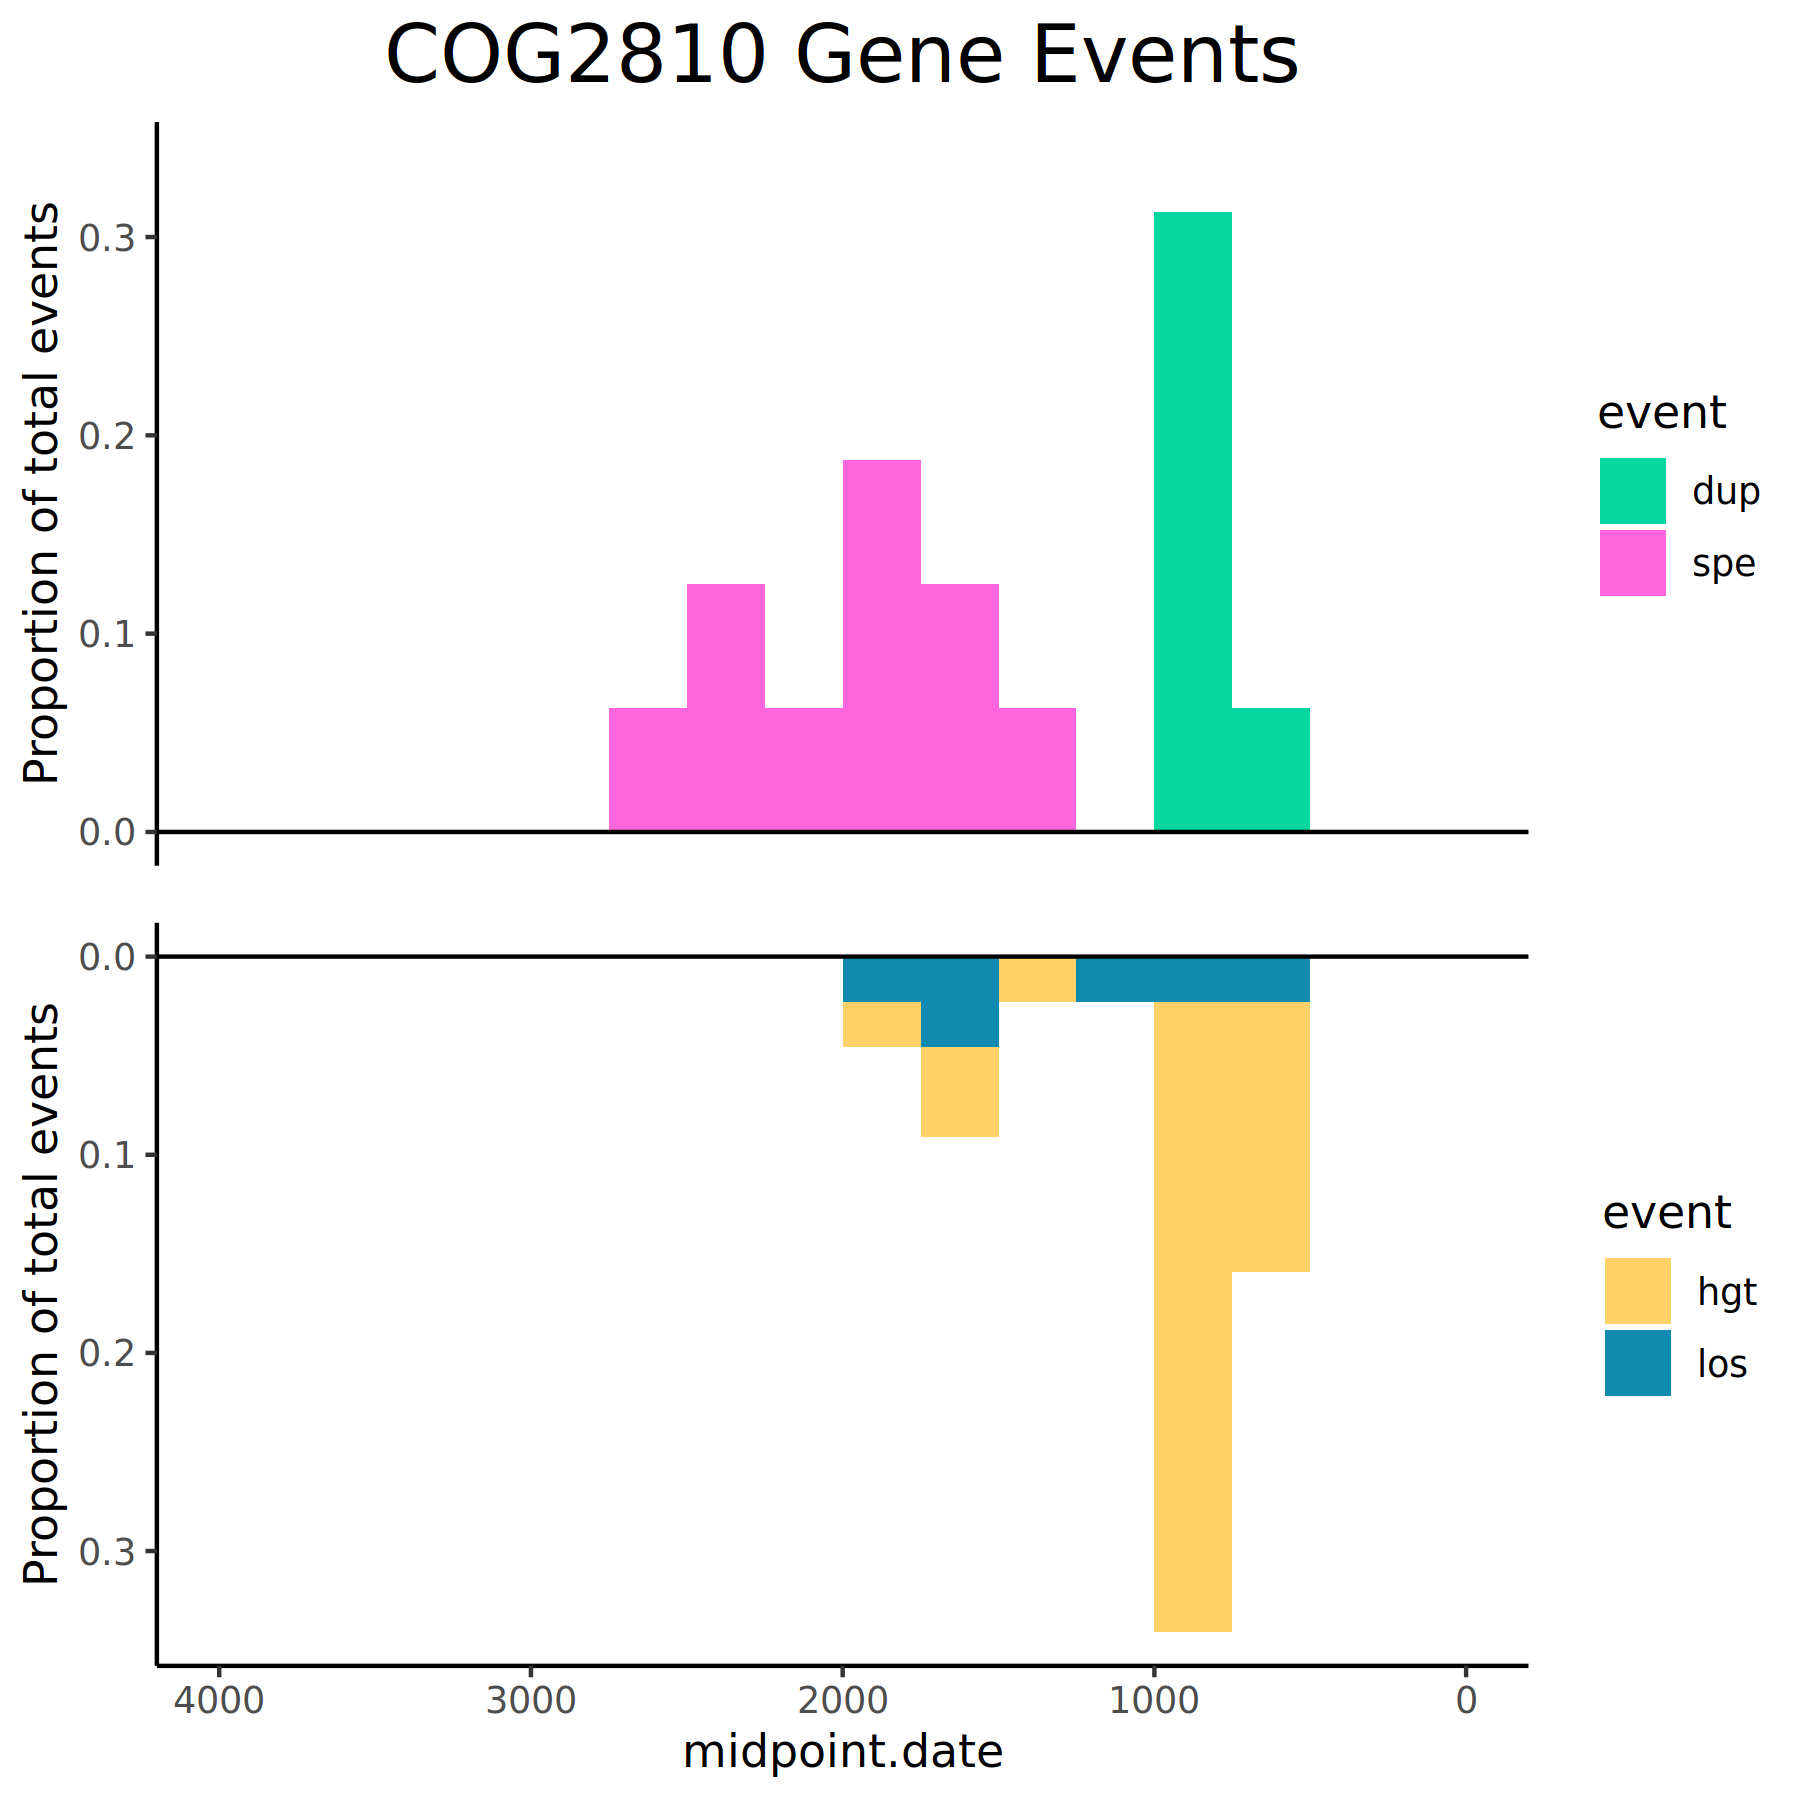 COG2810 Gene Events
Proportion of total events
0.3
0.2
0.1
0.0
event
dup
spe
Proportion of total events
0.0
0.1
0.2
0.3
event
hgt
los
4000 3000 2000 1000 0
midpoint.date